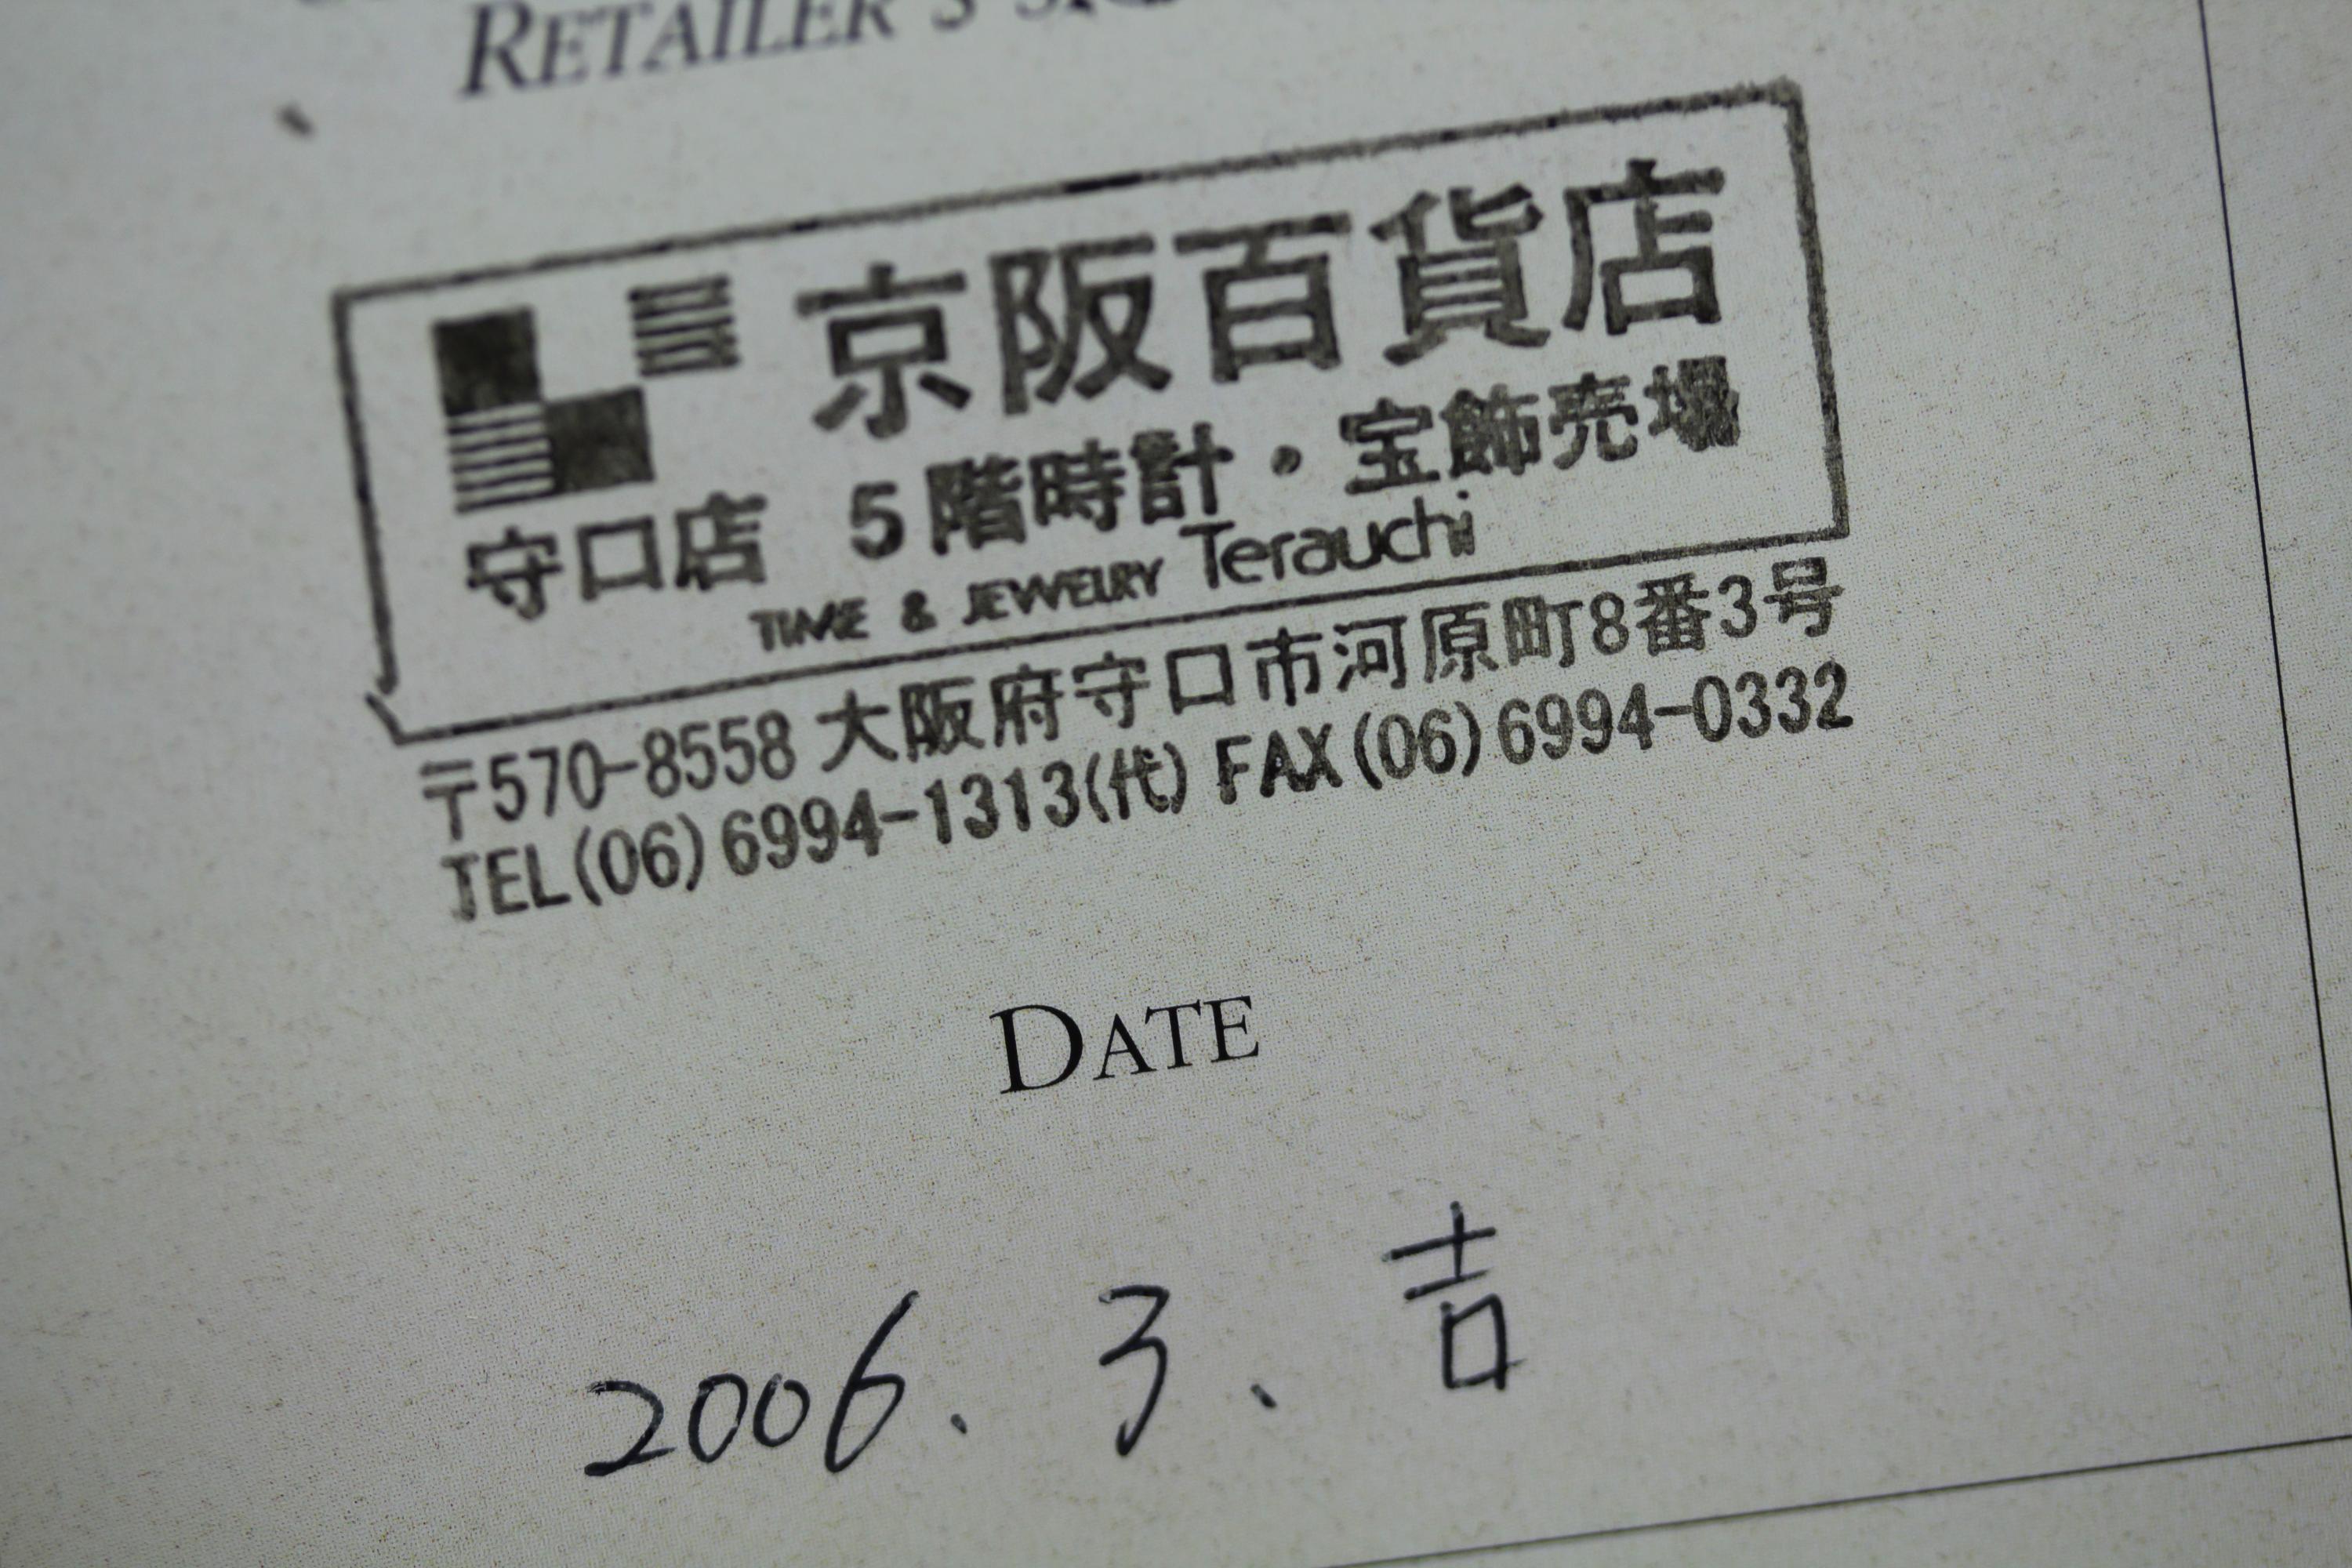 RETAILER'S
京阪百貨店
守口店 5階時計・宝飾売場
TIME & JEWELRY Terauchi
〒570-8558 大阪府守口市河原町8番3号
TEL(06)6994-1313(代) FAX(06)6994-0332
DATE
2006. 3、吉